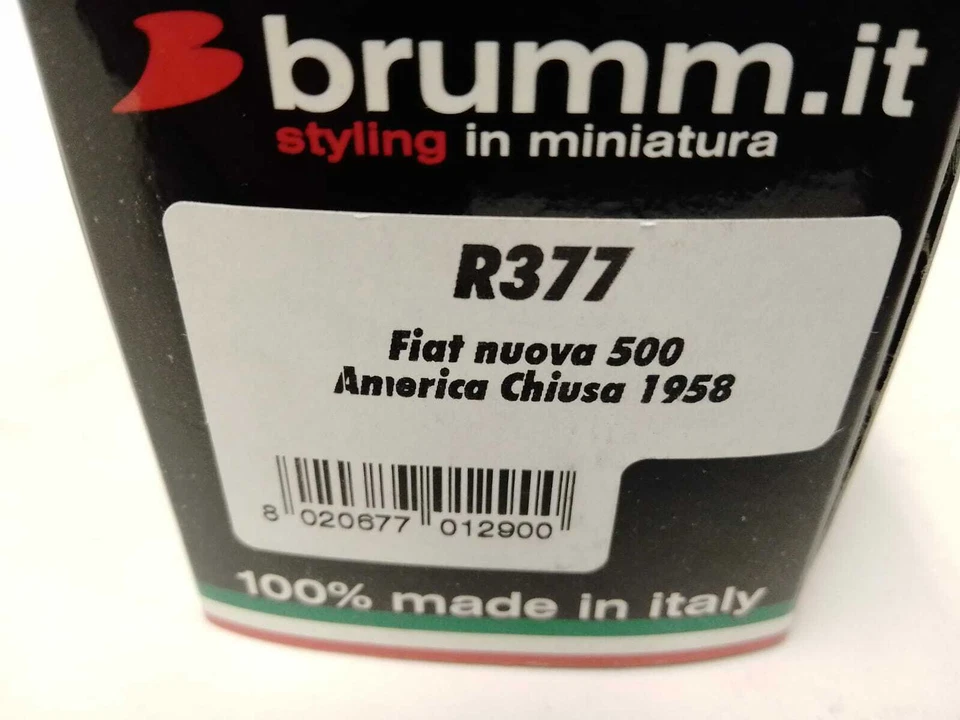 brumm.it
styling in miniatura
R377
Fiat nuova 500
America Chiusa 1958
8 020677 012900
100% made in italy